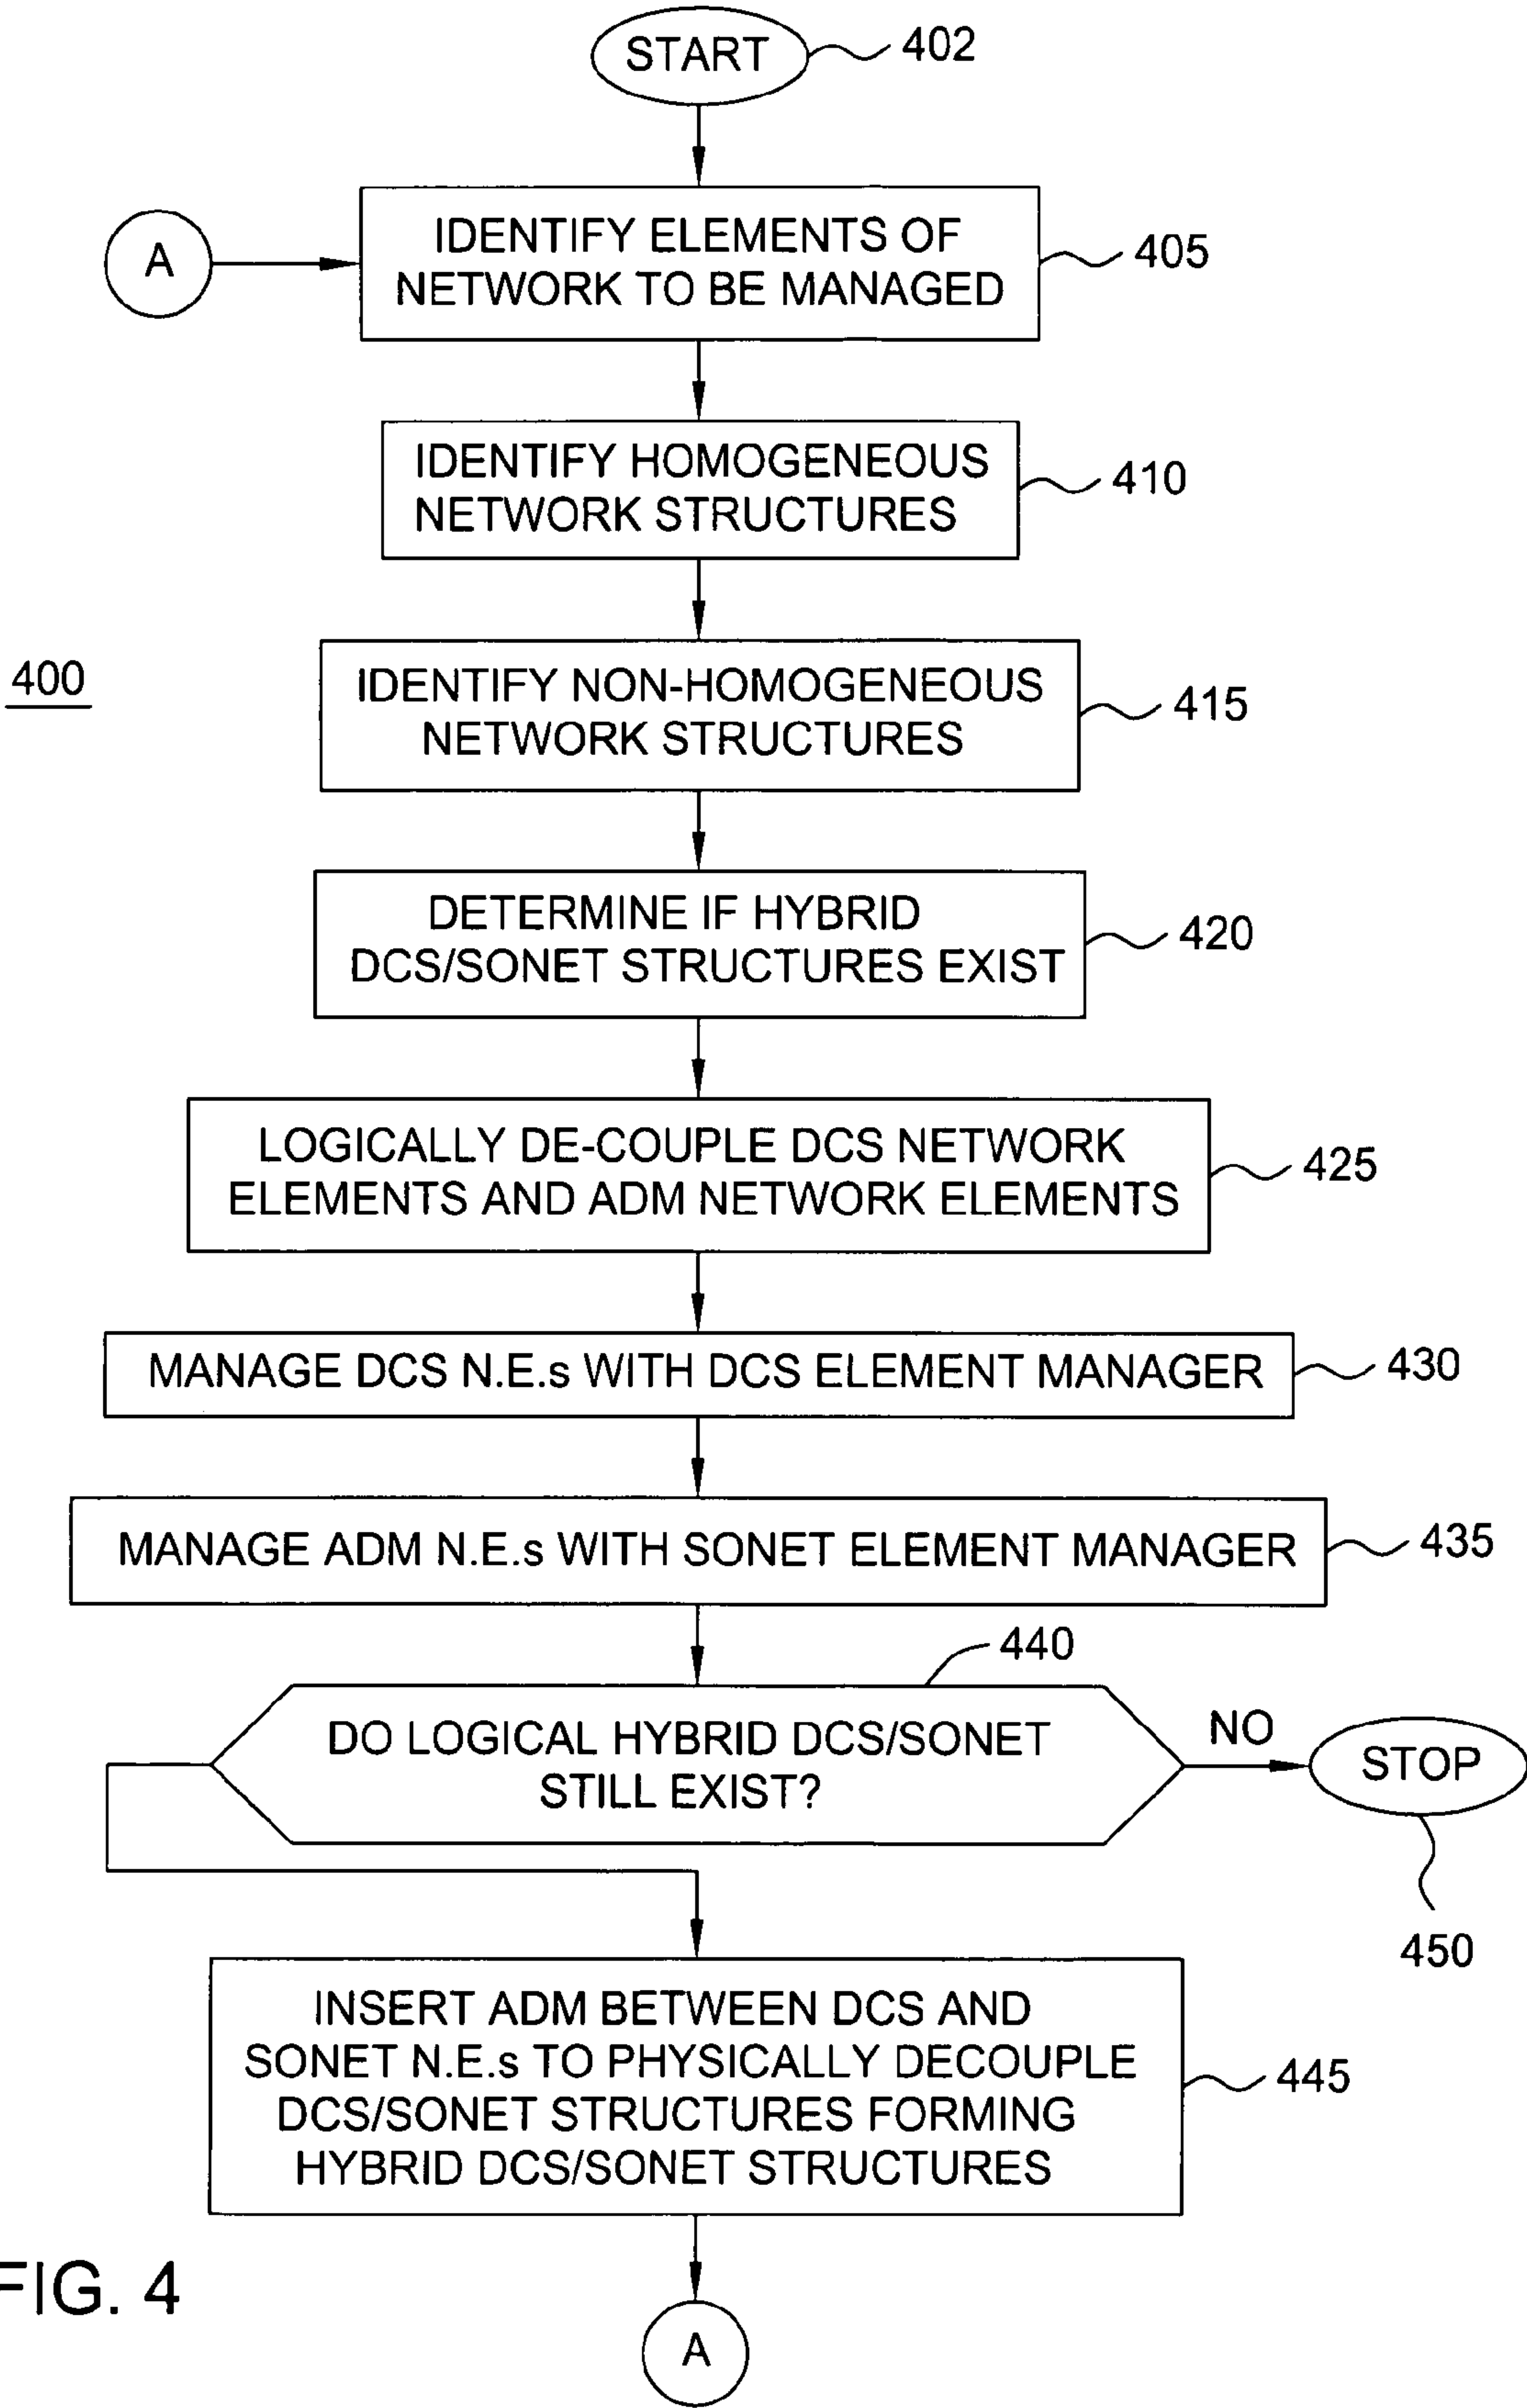 START
402
A
IDENTIFY ELEMENTS OF
NETWORK TO BE MANAGED
405
IDENTIFY HOMOGENEOUS
NETWORK STRUCTURES
410
400
IDENTIFY NON-HOMOGENEOUS
NETWORK STRUCTURES
415
DETERMINE IF HYBRID
DCS/SONET STRUCTURES EXIST
420
LOGICALLY DE-COUPLE DCS NETWORK
ELEMENTS AND ADM NETWORK ELEMENTS
425
MANAGE DCS N.E.s WITH DCS ELEMENT MANAGER
430
MANAGE ADM N.E.s WITH SONET ELEMENT MANAGER
435
440
DO LOGICAL HYBRID DCS/SONET
STILL EXIST?
NO
STOP
450
INSERT ADM BETWEEN DCS AND
SONET N.E.s TO PHYSICALLY DECOUPLE
DCS/SONET STRUCTURES FORMING
HYBRID DCS/SONET STRUCTURES
445
FIG. 4
A